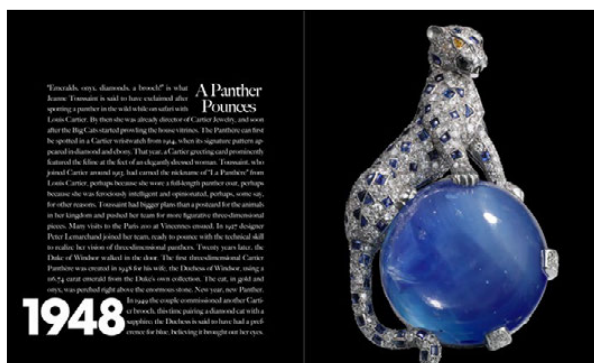 A Panther
Pounces
"Emeralds, onyx, diamonds, a brooch!" is what
Jeanne Toussaint is said to have exclaimed after
spotting a panther in the wild while on safari with
Louis Cartier. By then she was already director of Cartier Jewelry, and soon
after the Big Cats started prowling the house vitrines. The Panthère can first
be spotted in a Cartier wristwatch from 1914, when its signature pattern ap-
peared in diamond and ebony. That year, a Cartier greeting card prominently
featured the feline at the feet of an elegantly dressed woman. Toussaint, who
joined Cartier around 1913, had earned the nickname of "La Panthère" from
Louis Cartier, perhaps because she wore a full-length panther coat, perhaps
because she was ferociously intelligent and opinionated, perhaps, some say,
for other reasons. Toussaint had bigger plans than a postcard for the animals
in her kingdom and pushed her team for more figurative three-dimensional
pieces. Many visits to the Paris zoo at Vincennes ensued. In 1927 designer
Peter Lemarchand joined her team, ready to pounce with the technical skill
to realize her vision of three-dimensional panthers. Twenty years later, the
Duke of Windsor walked in the door. The first three-dimensional Cartier
Panthère was created in 1948 for his wife, the Duchess of Windsor, using a
116.74 carat emerald from the Duke's own collection. The cat, in gold and
onyx, was perched right above the enormous stone. New year, new Panther.
In 1949 the couple commissioned another Carti-
er brooch, this time pairing a diamond cat with a
sapphire; the Duchess is said to have had a pref-
erence for blue, believing it brought out her eyes.
1948